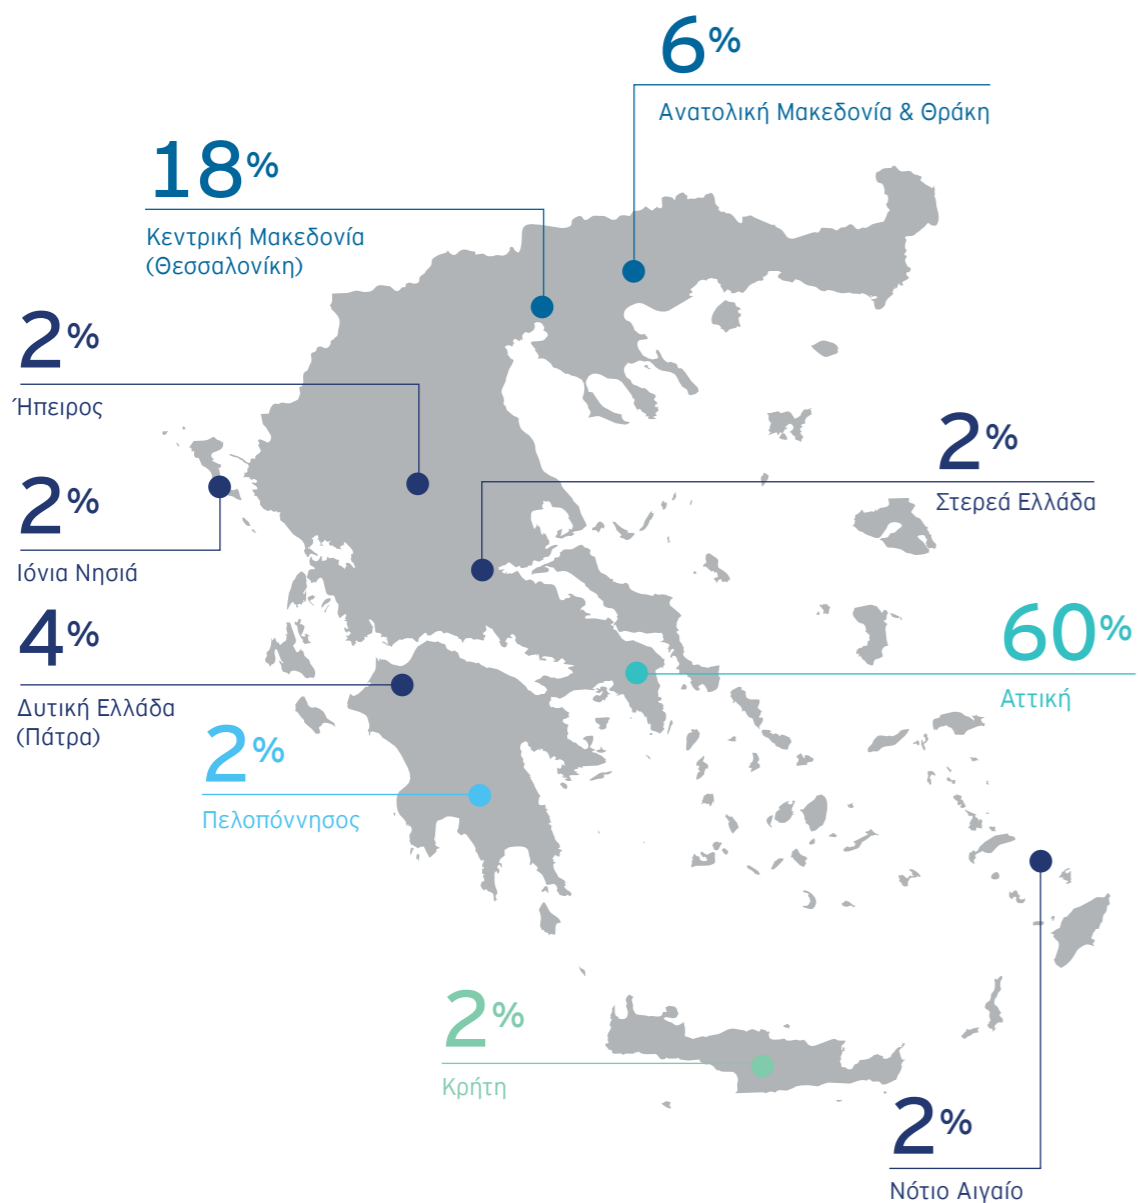 6%
Ανατολική Μακεδονία & Θράκη
18%
Κεντρική Μακεδονία
(Θεσσαλονίκη)
2%
Ήπειρος
2%
Στερεά Ελλάδα
2%
Ιόνια Νησιά
4%
Δυτική Ελλάδα
(Πάτρα)
60%
Αττική
2%
Πελοπόννησος
2%
Κρήτη
2%
Νότιο Αιγαίο